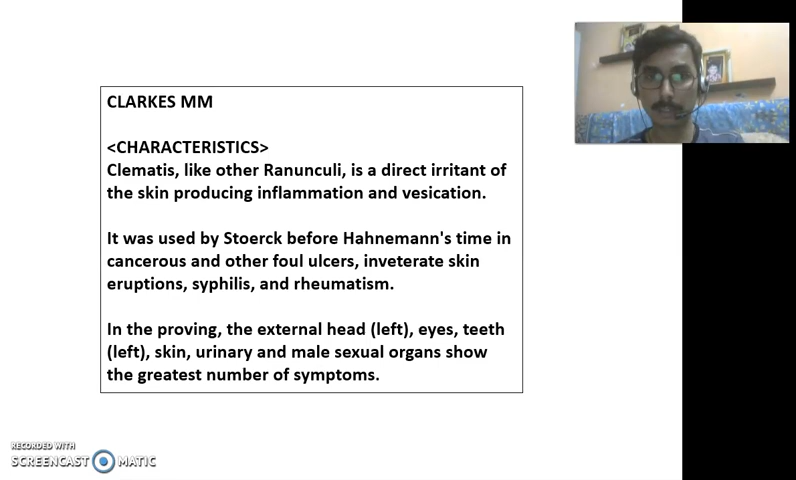 CLARKES MM
<CHARACTERISTICS>
Clematis, like other Ranunculi, is a direct irritant of
the skin producing inflammation and vesication.
It was used by Stoerck before Hahnemann's time in
cancerous and other foul ulcers, inveterate skin
eruptions, syphilis, and rheumatism.
In the proving, the external head (left), eyes, teeth
(left), skin, urinary and male sexual organs show
the greatest number of symptoms.
RECORDED WITH
SCREENCAST MATIC